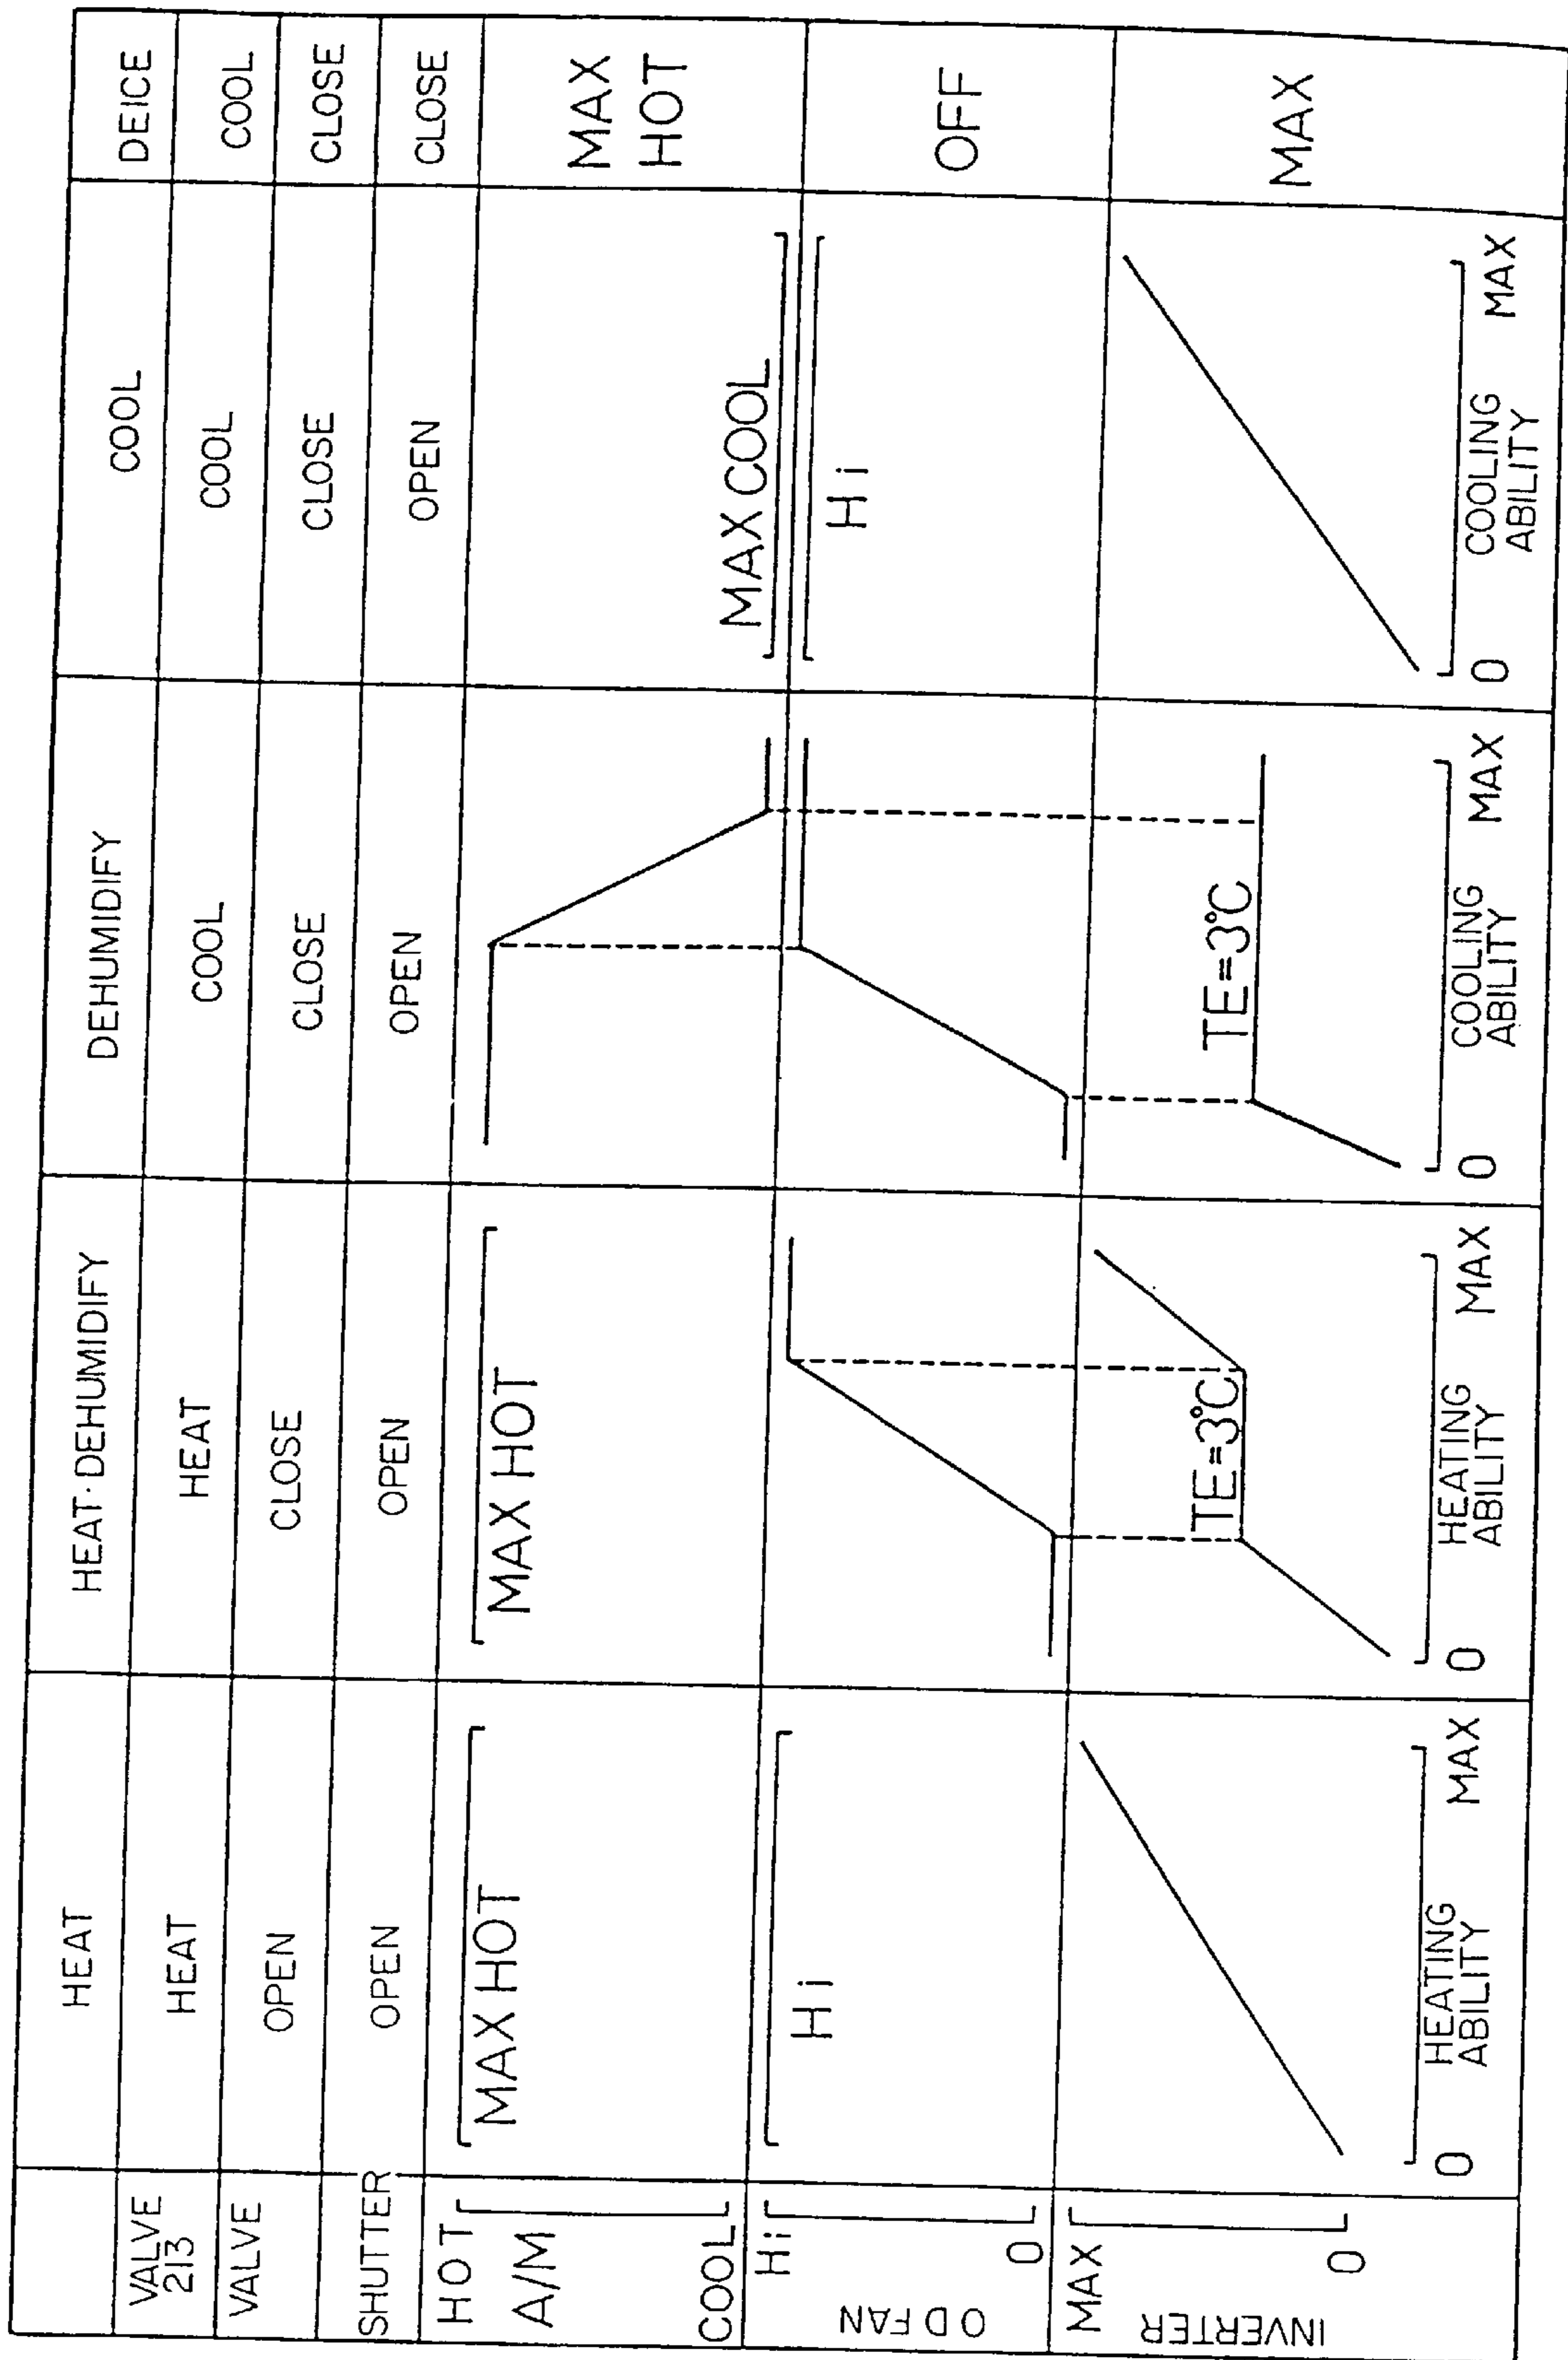 HEAT
HEAT·DEHUMIDIFY
DEHUMIDIFY
COOL
DEICE
VALVE
213
HEAT
HEAT
COOL
COOL
COOL
VALVE
OPEN
CLOSE
CLOSE
CLOSE
CLOSE
SHUTTER
OPEN
OPEN
OPEN
OPEN
CLOSE
HOT
A/M
COOL
MAX HOT
MAX HOT
MAX COOL
MAX
HOT
Hi
OD FAN
0
Hi
Hi
OFF
MAX
INVERTER
0
TE=3°C
TE=3°C
MAX
0
HEATING
ABILITY
MAX
0
HEATING
ABILITY
MAX
0
COOLING
ABILITY
MAX
0
COOLING
ABILITY
MAX